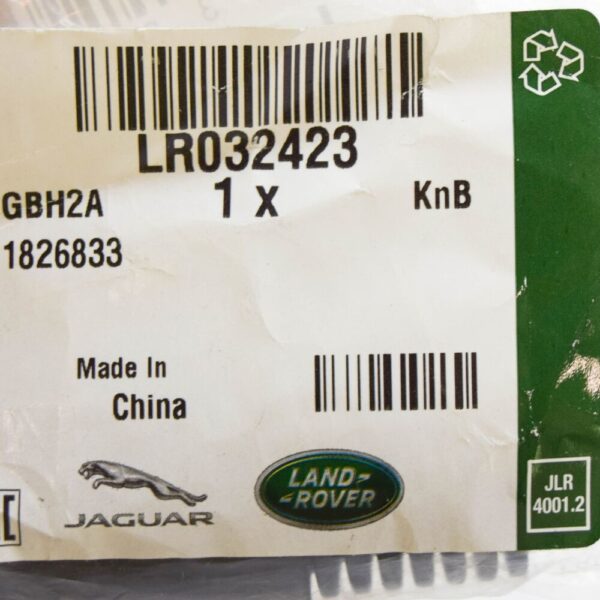 LR032423
GBH2A 1 x KnB
1826833
Made In
China
JAGUAR
LAND-
-ROVER
JLR
4001.2